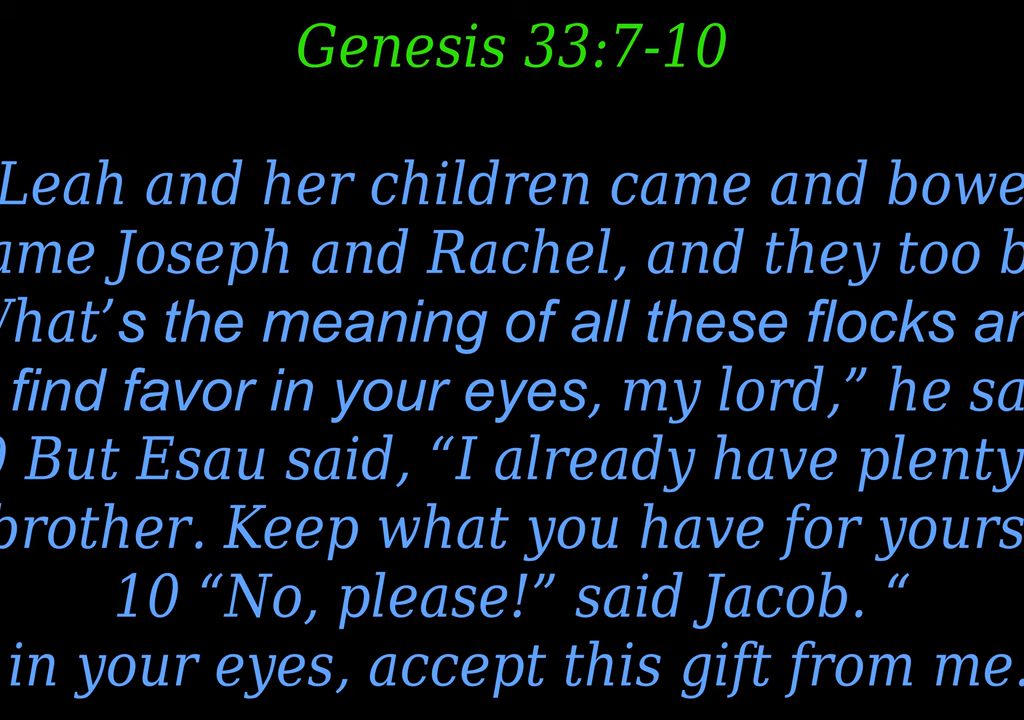 Genesis 33:7-10
Leah and her children came and bowe
ame Joseph and Rachel, and they too b
What’s the meaning of all these flocks an
find favor in your eyes, my lord,” he sa
9 But Esau said, “I already have plenty
brother. Keep what you have for yours
10 “No, please!” said Jacob. “
in your eyes, accept this gift from me.